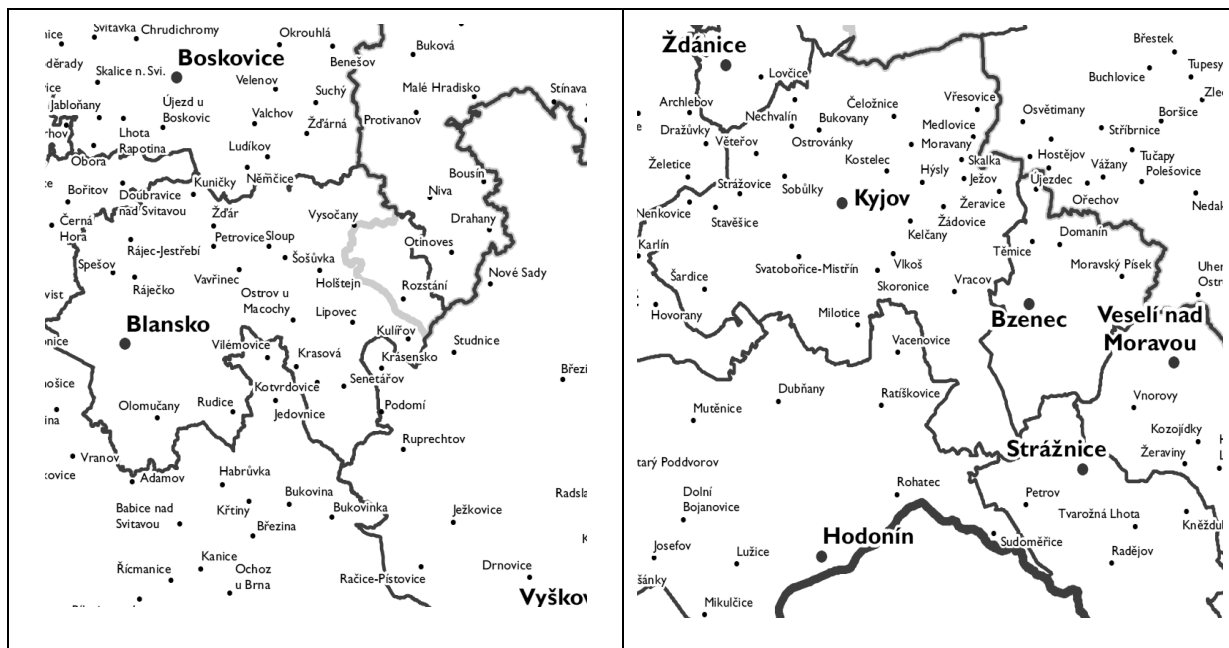 Svitávka
Chrudichromy
Okrouhlá
Buková
Boskovice
Benešov
Skalice n. Svi.
Velenov
Suchý
Malé Hradisko
Stínava
Jabloňany
Újezd u
Boskovic
Valchov
Žďárná
Protivanov
Lhota
Rapotina
Obora
Ludíkov
Němčice
Kuničky
Bořitov
Doubravice
nad Svitavou
Bousín
Niva
Drahany
Žďár
Vysočany
Černá
Hora
Petrovice
Sloup
Rájec-Jestřebí
Otinoves
Šošůvka
Spešov
Vavřinec
Holštejn
Nové Sady
Ráječko
Ostrov u
Macochy
Rozstání
Lipovec
Blansko
Kulířov
Vilémovice
Krasová
Krásensko
Studnice
Kotvrdovice
Senetářov
Olomučany
Rudice
Jedovnice
Podomí
Ruprechtov
Vranov
Adamov
Habrůvka
Bukovina
Babice nad
Svitavou
Křtiny
Bukovinka
Ježkovice
Březina
Kanice
Ochoz
u Brna
Řícmanice
Račice-Pístovice
Drnovice
Ždánice
Břestek
Lovčice
Buchlovice
Tupesy
Archlebov
Vřesovice
Čeložnice
Nechvalín
Bukovany
Osvětimany
Boršice
Dražůvky
Medlovice
Stříbrnice
Věteřov
Ostrovánky
Moravany
Hostějov
Tučapy
Želetice
Kostelec
Skalka
Vážany
Polešovice
Hýsly
Ježov
Újezdec
Strážovice
Sobůlky
Kyjov
Žeravice
Ořechov
Nenkovice
Stavěšice
Žádovice
Kelčany
Domanín
Karlín
Těmice
Svatobořice-Mistřín
Vlkoš
Moravský Písek
Šardice
Skoronice
Vracov
Hovorany
Milotice
Bzenec
Veselí nad
Moravou
Vacenovice
Dubňany
Ratíškovice
Mutěnice
Vnorovy
Kozojídky
Strážnice
Žeraviny
Rohatec
Dolní
Bojanovice
Petrov
Tvarožná Lhota
Hodonín
Sudoměřice
Radějov
Josefov
Lužice
Mikulčice